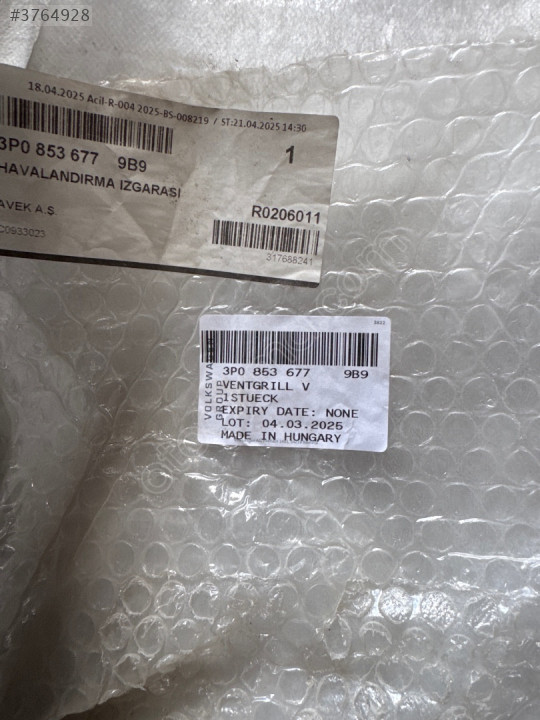 #3764928
18.04.2025 Acil-R-004 2025-BS-008219 / ST:21.04.2025 14:30
3P0 853 677 9B9
1
HAVALANDIRMA IZGARASI
AVEK A.Ş.
R0206011
C0933023
317688241
VOLKSWAGEN
GROUP
3P0 853 677 9B9
VENTGRILL V
1STUECK
EXPIRY DATE: NONE
LOT: 04.03.2025
MADE IN HUNGARY